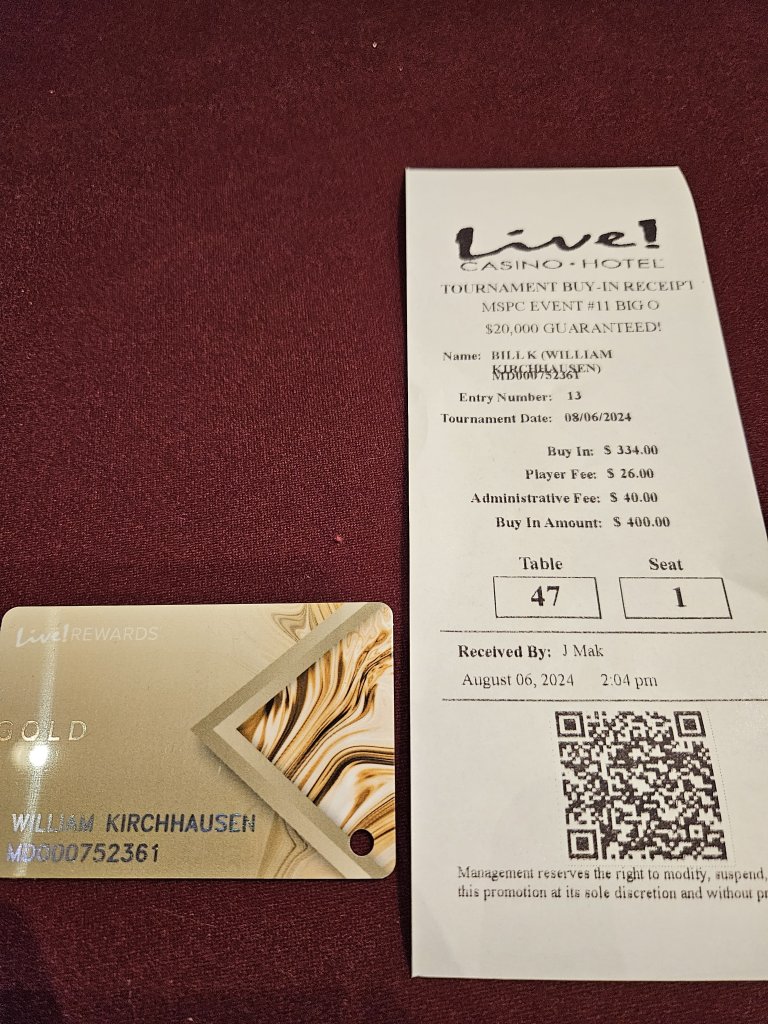 Live!
CASINO • HOTEL
TOURNAMENT BUY-IN RECEIPT
MSPC EVENT #11 BIG O
$20,000 GUARANTEED!
Name: BILL K (WILLIAM
KIRCHHAUSEN)
MD000752361
Entry Number: 13
Tournament Date: 08/06/2024
Buy In: $ 334.00
Player Fee: $ 26.00
Administrative Fee: $ 40.00
Buy In Amount: $ 400.00
Table Seat
47 1
Received By: J Mak
August 06, 2024 2:04 pm
Management reserves the right to modify, suspend,
this promotion at its sole discretion and without
Live! REWARDS
GOLD
WILLIAM KIRCHHAUSEN
MD000752361